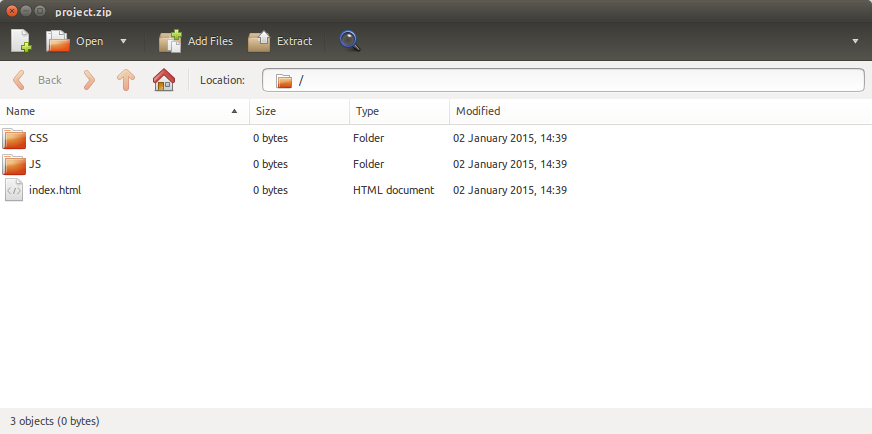 project.zip
Open Add Files Extract
Back Location: /
Name Size Type Modified
CSS 0 bytes Folder 02 January 2015, 14:39
JS 0 bytes Folder 02 January 2015, 14:39
index.html 0 bytes HTML document 02 January 2015, 14:39
3 objects (0 bytes)